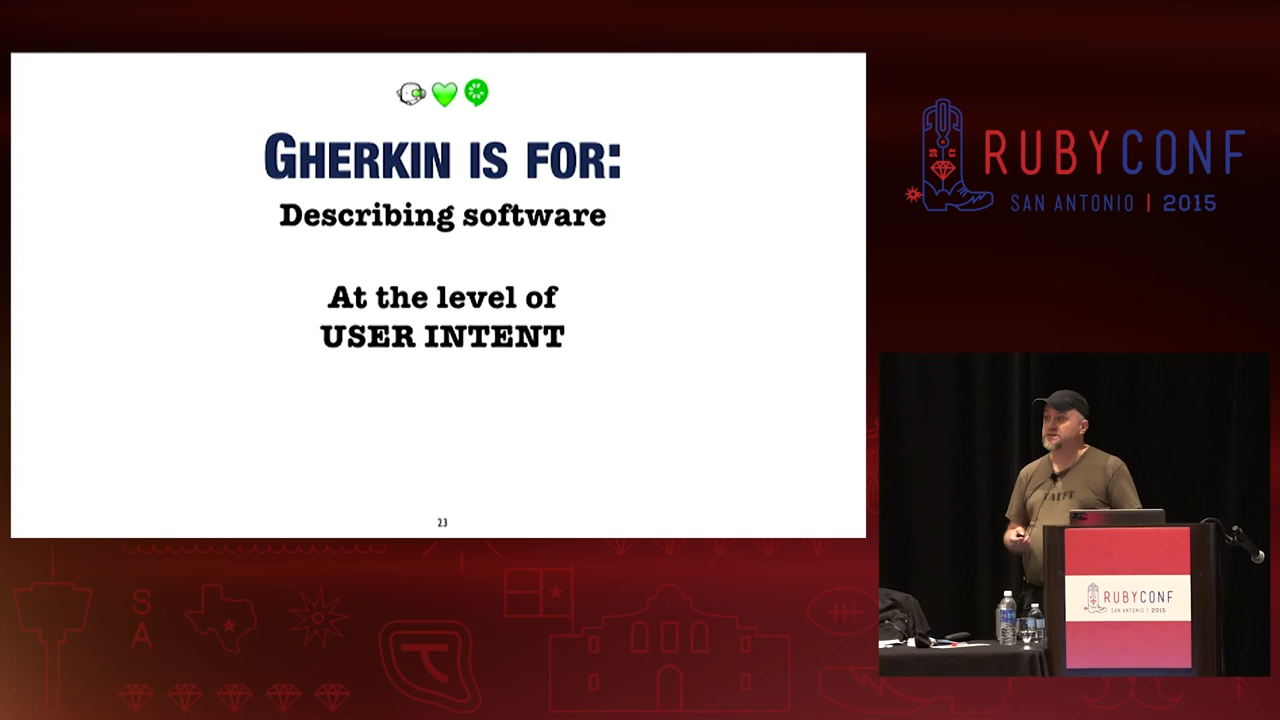 GHERKIN IS FOR:
Describing software
At the level of
USER INTENT
23
RUBYCONF
SAN ANTONIO | 2015
RUBYCONF
SAN ANTONIO | 2015
S
A